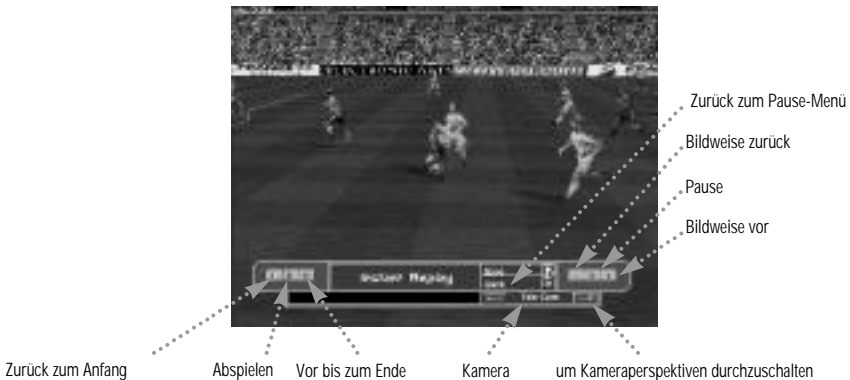 Zurück zum Pause-Menü
Bildweise zurück
Pause
Bildweise vor
Instant Replay
Zurück zum Anfang
Abspielen
Vor bis zum Ende
Kamera
um Kameraperspektiven durchzuschalten